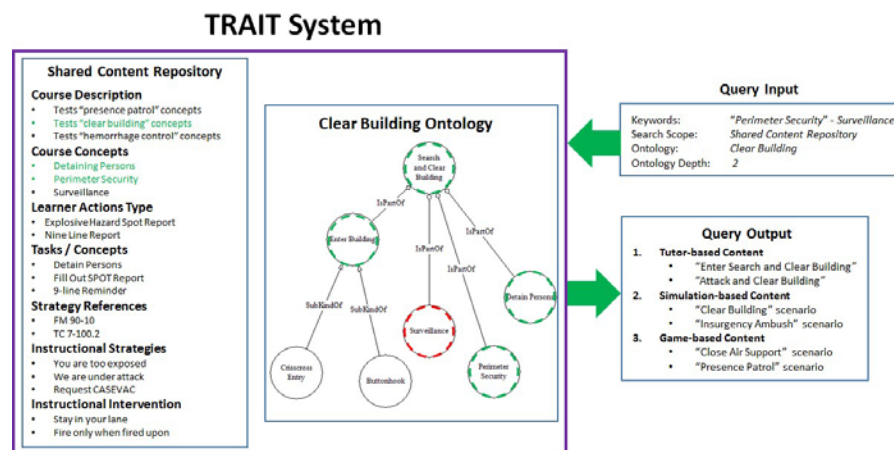 TRAIT System
Shared Content Repository
Course Description
• Tests “presence patrol” concepts
• Tests “clear building” concepts
• Tests “hemorrhage control” concepts
Course Concepts
• Detaining Persons
• Perimeter Security
• Surveillance
Learner Actions Type
• Explosive Hazard Spot Report
• Nine Line Report
Tasks / Concepts
• Detain Persons
• Fill Out SPOT Report
• 9-line Reminder
Strategy References
• FM 90-10
• TC 7-100.2
Instructional Strategies
• You are too exposed
• We are under attack
• Request CASEVAC
Instructional Intervention
• Stay in your lane
• Fire only when fired upon
Clear Building Ontology
Search
and Clear
Building
IsPartOf
IsPartOf
Enter Building
IsPartOf
IsPartOf
Detain Persons
SubKindOf
SubKindOf
Surveillance
Crisscross
Entry
Buttonhook
Perimeter
Security
Query Input
Keywords: “Perimeter Security” - Surveillance
Search Scope: Shared Content Repository
Ontology: Clear Building
Ontology Depth: 2
Query Output
1. Tutor-based Content
• “Enter Search and Clear Building”
• “Attack and Clear Building”
2. Simulation-based Content
• “Clear Building” scenario
• “Insurgency Ambush” scenario
3. Game-based Content
• “Close Air Support” scenario
• “Presence Patrol” scenario